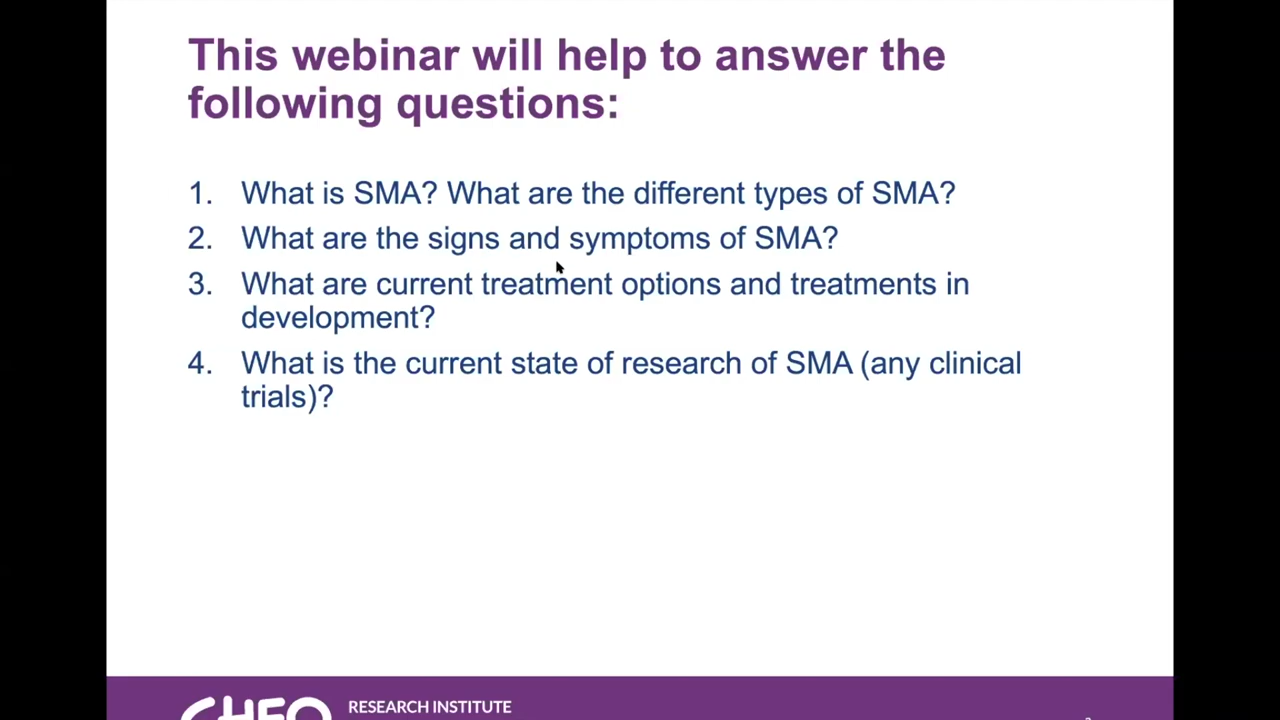 This webinar will help to answer the
following questions:
1. What is SMA? What are the different types of SMA?
2. What are the signs and symptoms of SMA?
3. What are current treatment options and treatments in
development?
4. What is the current state of research of SMA (any clinical
trials)?
CHEO RESEARCH INSTITUTE